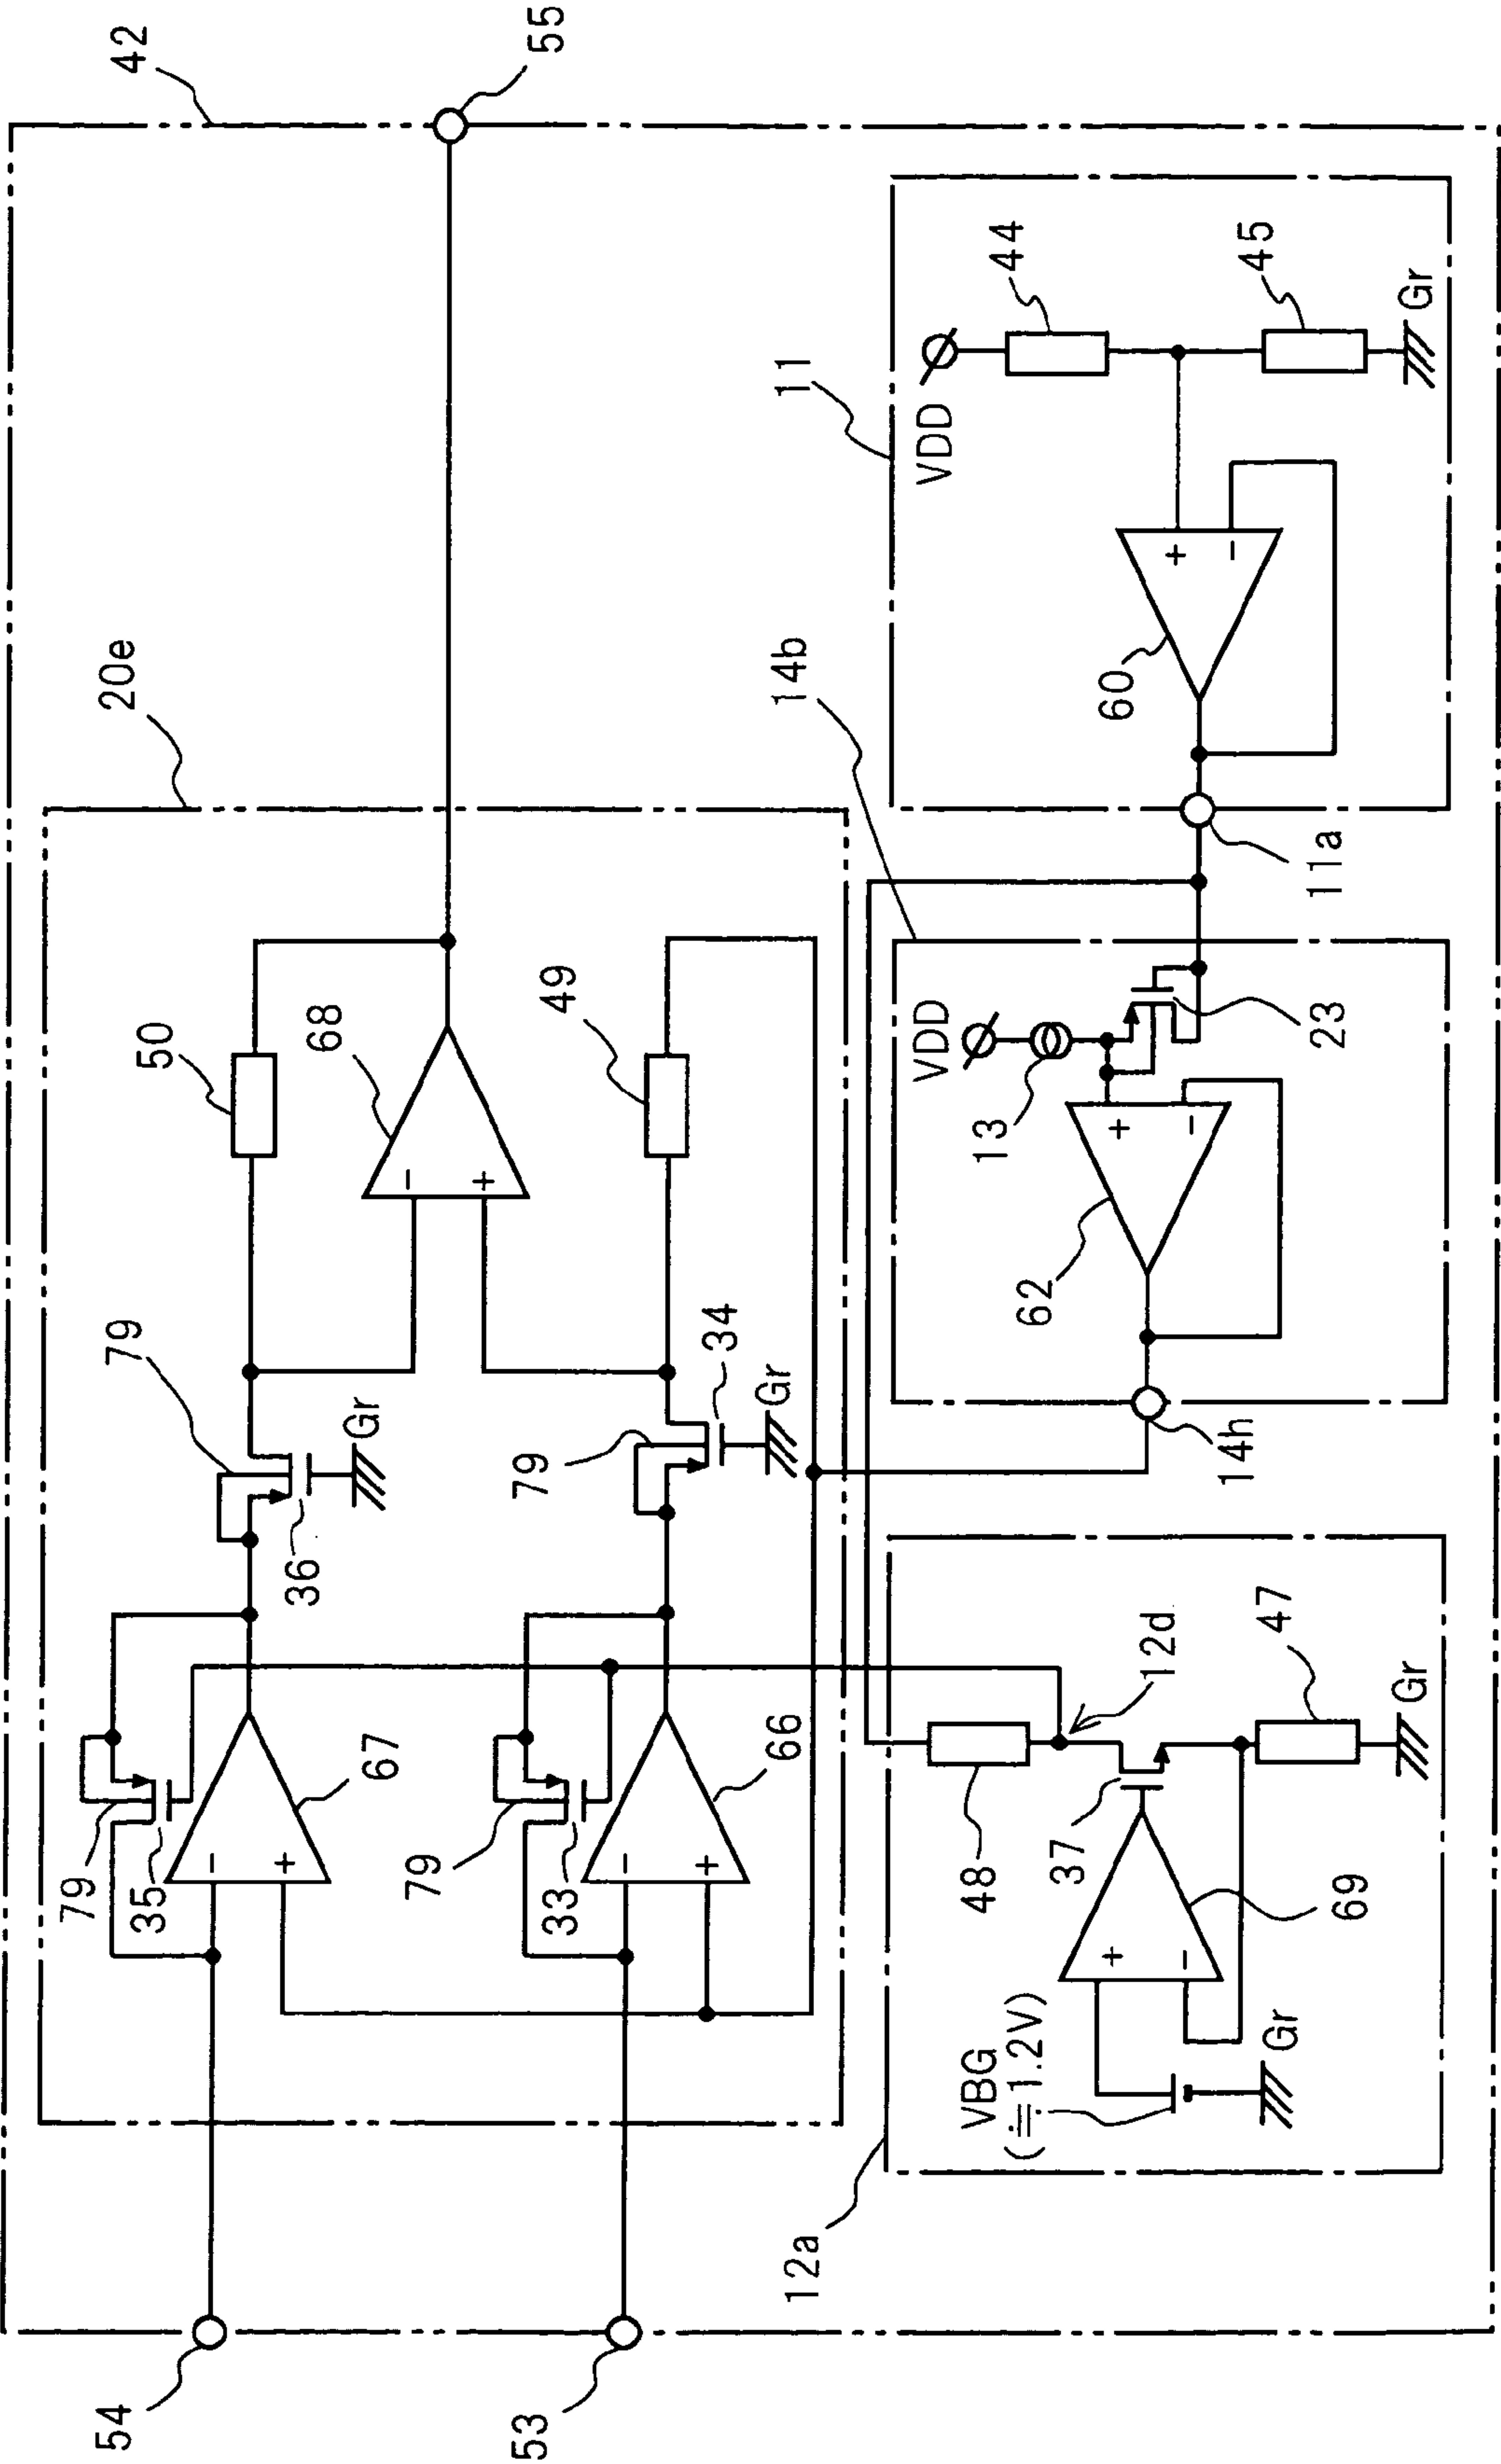 42
55
20e
50
68
49
79
36
Gr
79
34
Gr
79
35
67
79
33
66
54
53
-
+
-
+
-
+
11
VDD
44
45
Gr
60
+
-
11a
14b
VDD
13
23
62
+
-
14h
12a
48
12d
47
Gr
37
69
+
-
VBG
(≒1.2V)
Gr